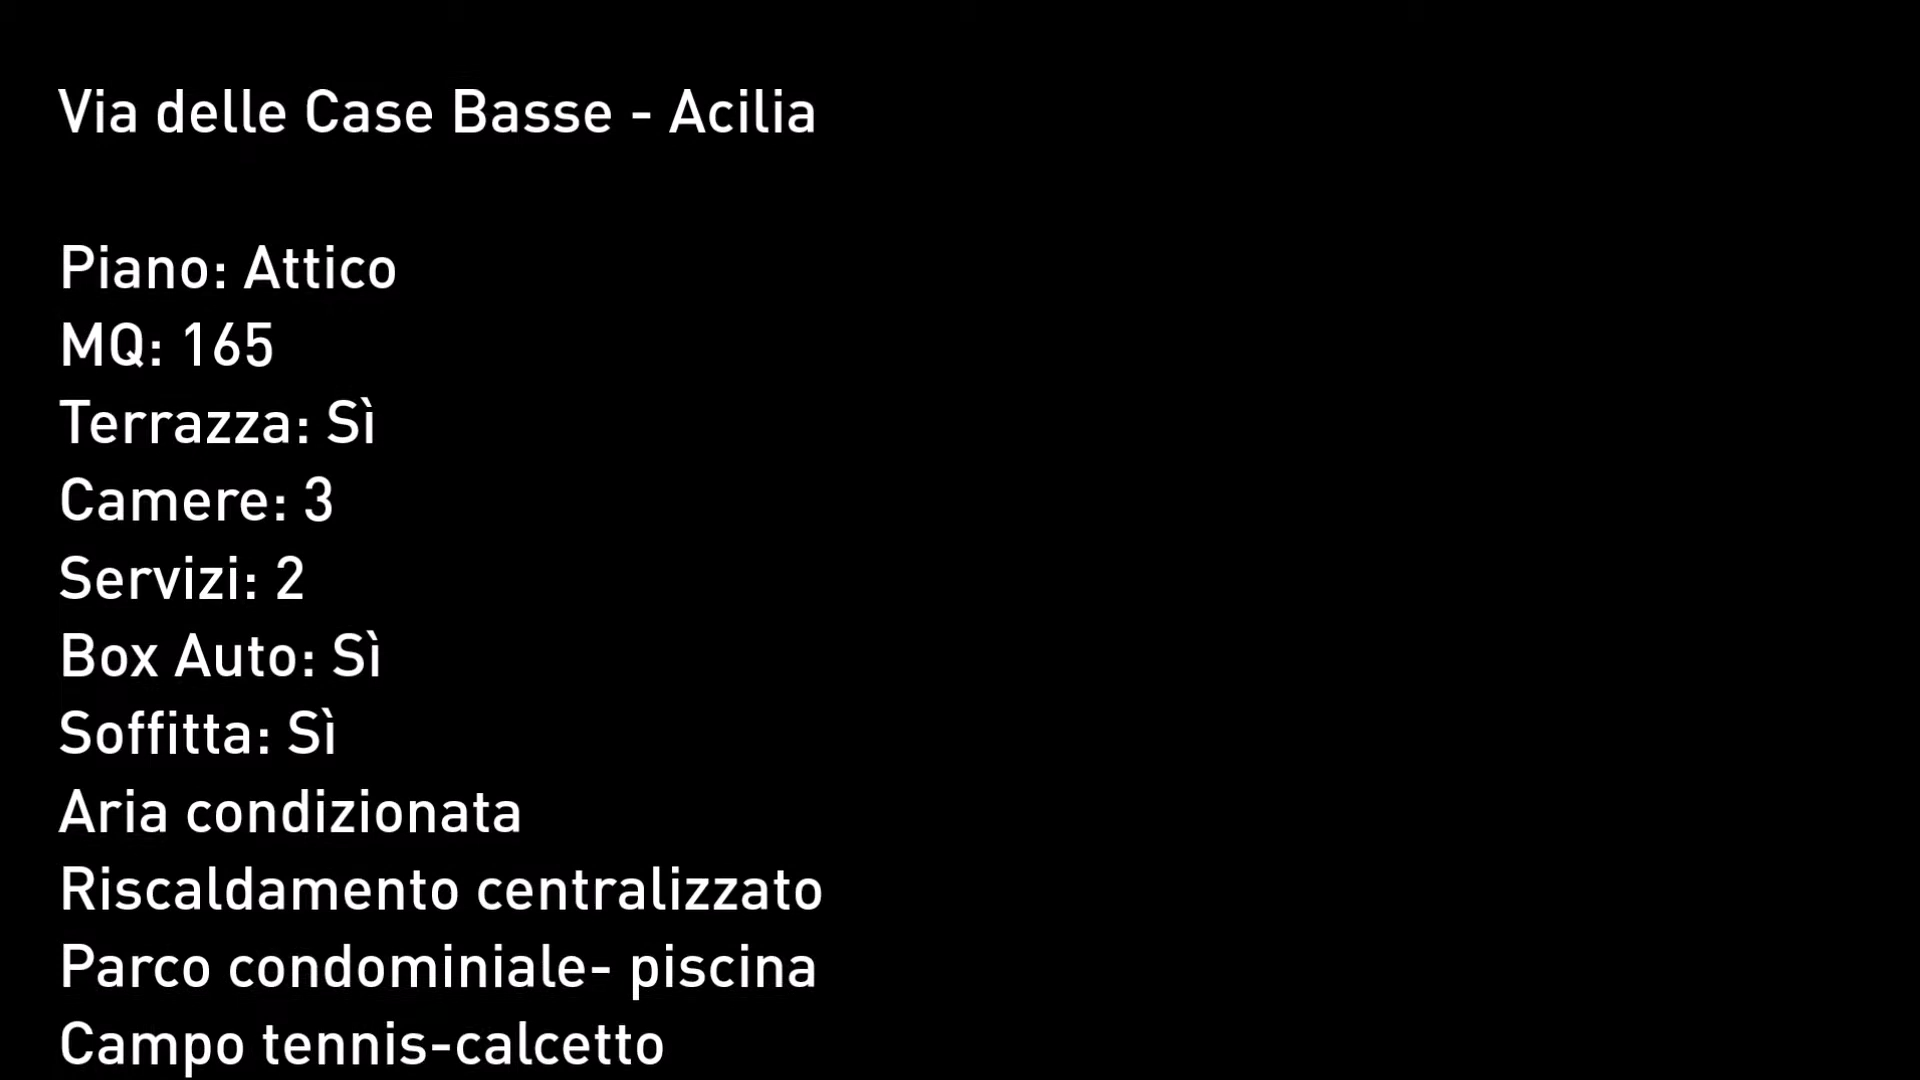 Via delle Case Basse - Acilia
Piano: Attico
MQ: 165
Terrazza: Sì
Camere: 3
Servizi: 2
Box Auto: Sì
Soffitta: Sì
Aria condizionata
Riscaldamento centralizzato
Parco condominiale- piscina
Campo tennis-calcetto